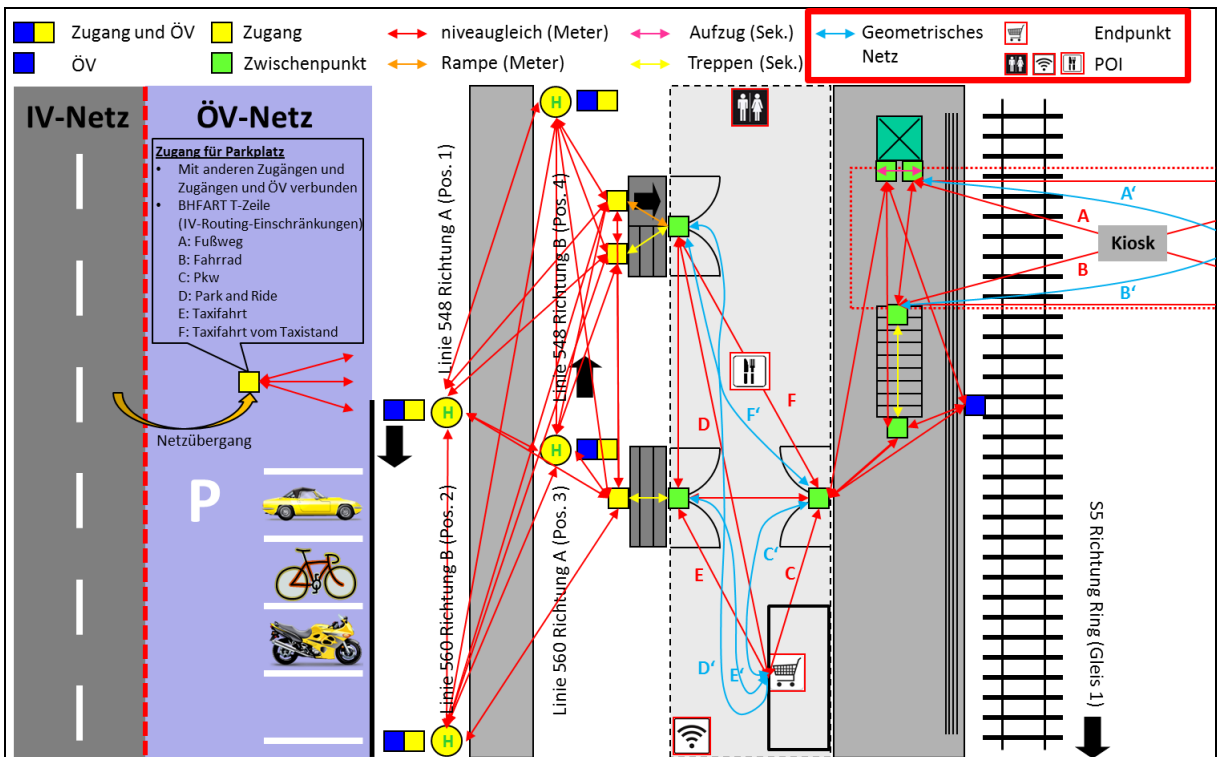 Zugang und ÖV
ÖV
Zugang
Zwischenpunkt
niveaugleich (Meter)
Rampe (Meter)
Aufzug (Sek.)
Treppen (Sek.)
Geometrisches
Netz
Endpunkt
POI
IV-Netz
ÖV-Netz
Zugang für Parkplatz
• Mit anderen Zugängen und
Zugängen und ÖV verbunden
• BHFART T-Zeile
(IV-Routing-Einschränkungen)
A: Fußweg
B: Fahrrad
C: Pkw
D: Park and Ride
E: Taxifahrt
F: Taxifahrt vom Taxistand
Netzübergang
P
H
H
H
H
Linie 548 Richtung A (Pos. 1)
Linie 560 Richtung B (Pos. 2)
Linie 548 Richtung B (Pos. 4)
Linie 560 Richtung A (Pos. 3)
D
F
F‘
E
C
C‘
D‘
E‘
A‘
A
Kiosk
B
B‘
S5 Richtung Ring (Gleis 1)